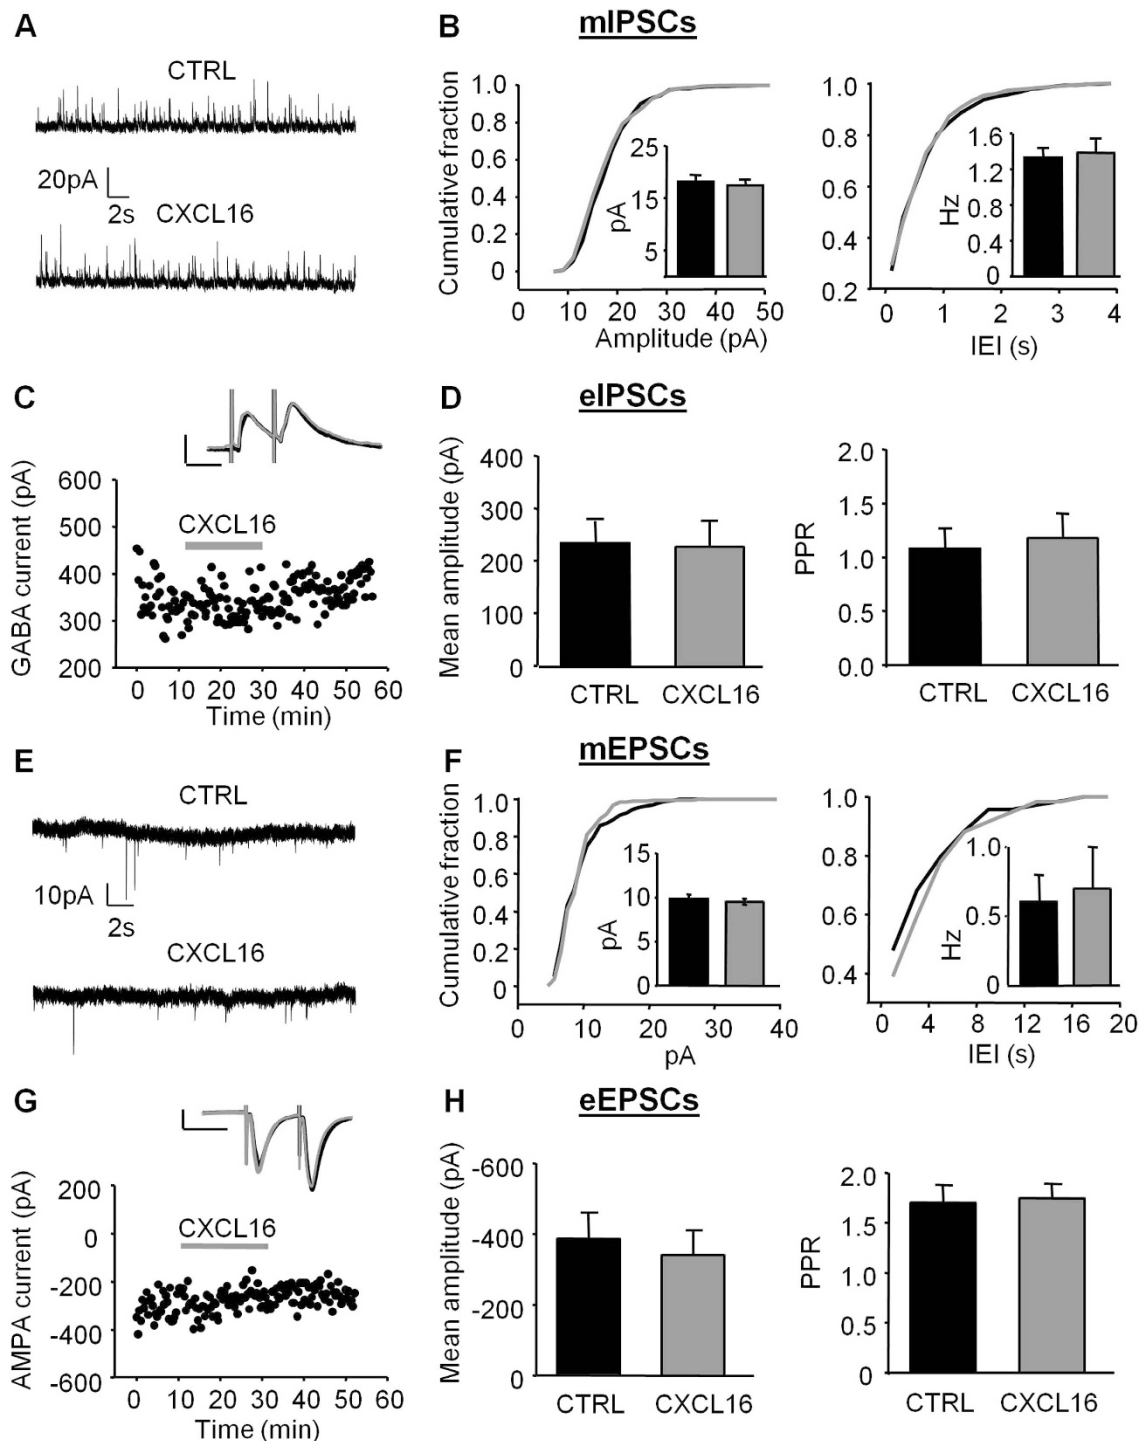 A
CTRL
20pA
2s
CXCL16
B
mIPSCs
Cumulative fraction
1.0
0.8
0.6
0.4
0.2
0
0
10
20
30
40
50
Amplitude (pA)
pA
25
15
5
1.0
0.8
0.6
0.4
0.2
0
1
2
3
4
IEI (s)
Hz
1.6
1.2
0.8
0.4
0
C
GABA current (pA)
600
500
400
300
200
CXCL16
0
10
20
30
40
50
60
Time (min)
D
eIPSCs
Mean amplitude (pA)
400
300
200
100
0
CTRL
CXCL16
PPR
2.0
1.5
1.0
0.5
0.0
CTRL
CXCL16
E
CTRL
10pA
2s
CXCL16
F
mEPSCs
Cumulative fraction
1.0
0.8
0.6
0.4
0.2
0
0
10
20
30
40
pA
pA
15
10
5
0
1.0
0.8
0.6
0.4
0
4
8
12
16
20
IEI (s)
Hz
1.0
0.5
0
G
AMPA current (pA)
200
0
-200
-400
-600
CXCL16
0
10
20
30
40
50
60
Time (min)
H
eEPSCs
Mean amplitude (pA)
-600
-400
-200
0
CTRL
CXCL16
PPR
2.0
1.5
1.0
0.5
0
CTRL
CXCL16